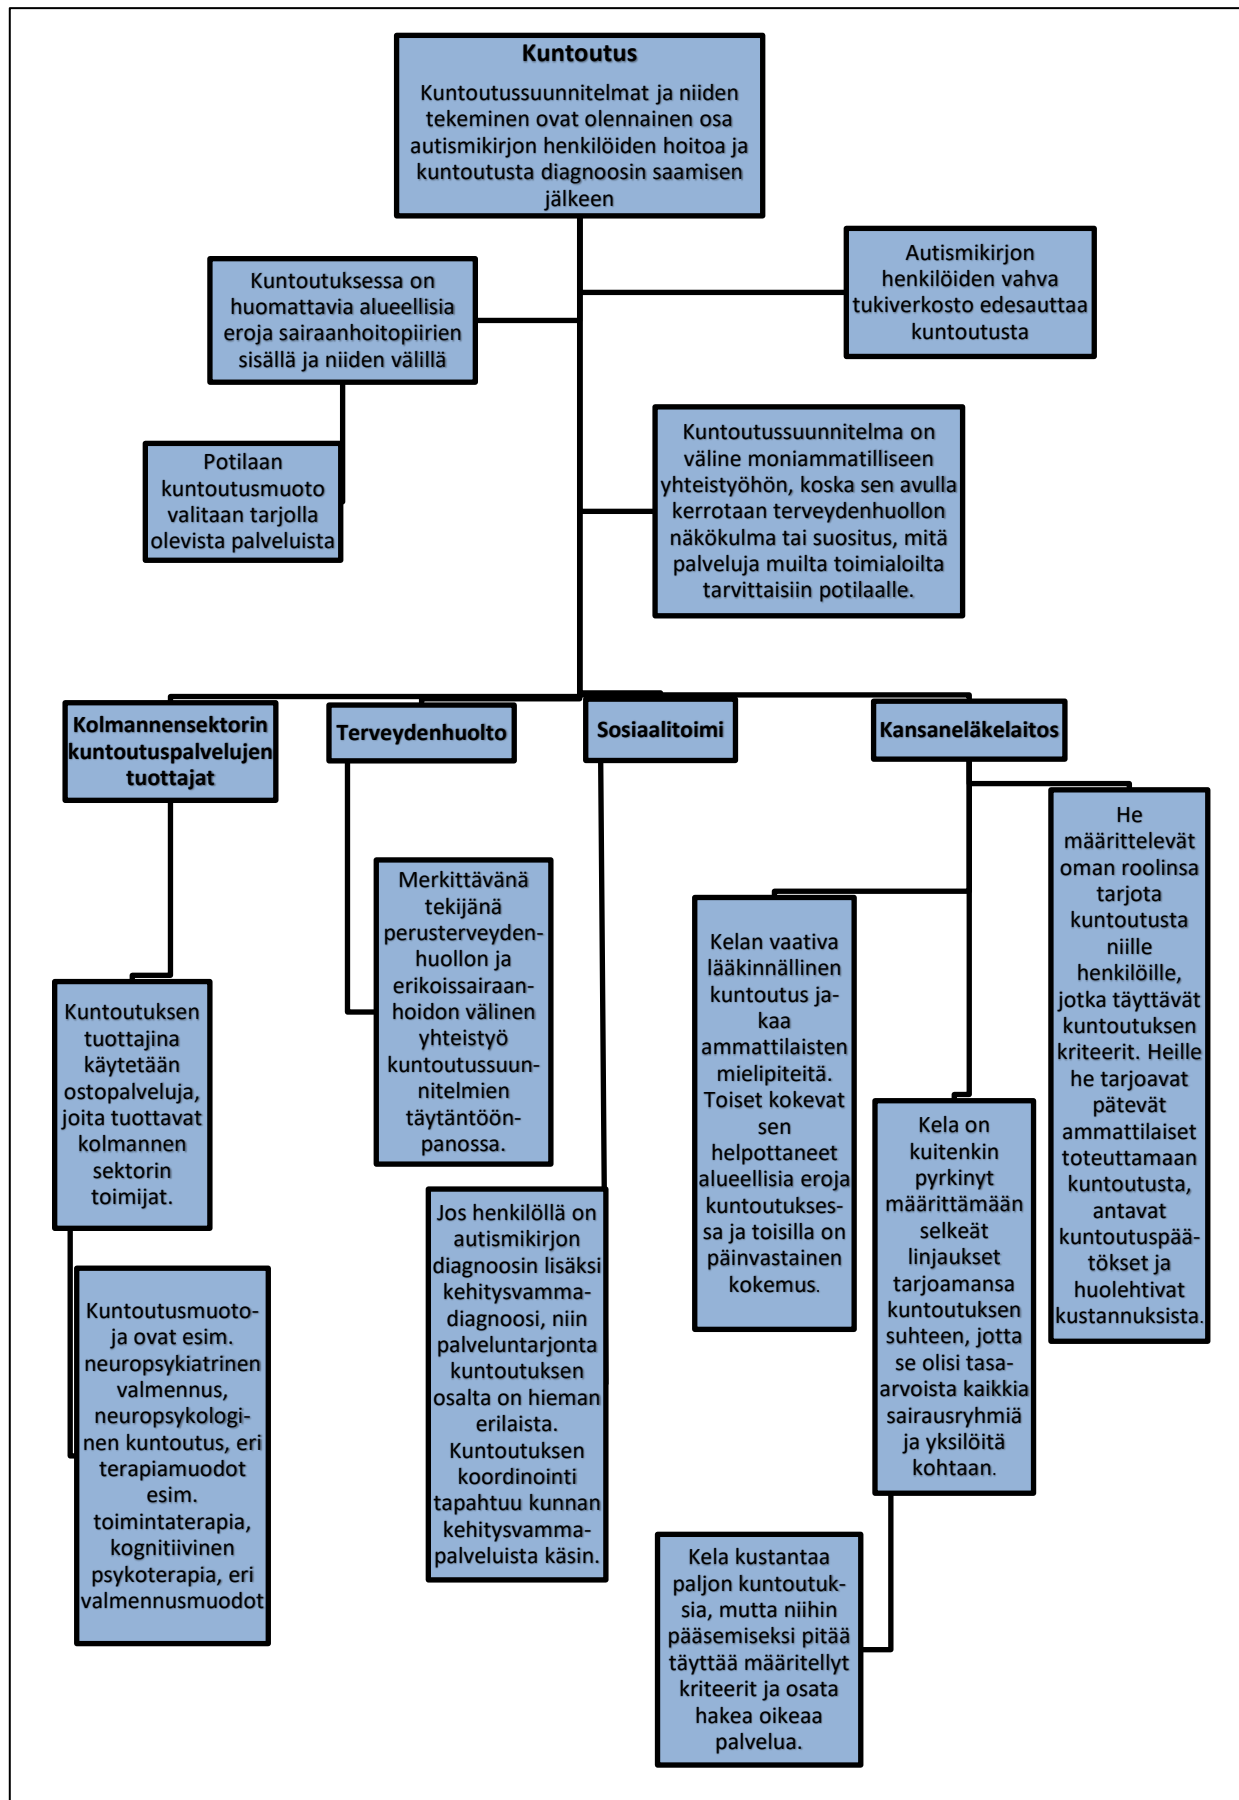 Kuntoutus
Kuntoutussuunnitelmat ja niiden
tekeminen ovat olennainen osa
autismikirjon henkilöiden hoitoa ja
kuntoutusta diagnoosin saamisen
jälkeen
Autismikirjon
henkilöiden vahva
tukiverkosto edesauttaa
kuntoutusta
Kuntoutuksessa on
huomattavia alueellisia
eroja sairaanhoitopiirien
sisällä ja niiden välillä
Potilaan
kuntoutusmuoto
valitaan tarjolla
olevista palveluista
Kuntoutussuunnitelma on
väline moniammatilliseen
yhteistyöhön, koska sen avulla
kerrotaan terveydenhuollon
näkökulma tai suositus, mitä
palveluja muilta toimialoilta
tarvittaisiin potilaalle.
Kolmannensektorin
kuntoutuspalvelujen
tuottajat
Terveydenhuolto
Sosiaalitoimi
Kansaneläkelaitos
Kuntoutuksen
tuottajina
käytetään
ostopalveluja,
joita tuottavat
kolmannen
sektorin
toimijat.
Kuntoutusmuoto-
ja ovat esim.
neuropsykiatrinen
valmennus,
neuropsykologi-
nen kuntoutus, eri
terapiamuodot
esim.
toimintaterapia,
kognitiivinen
psykoterapia, eri
valmennusmuodot
Merkittävänä
tekijänä
perusterveyden-
huollon ja
erikoissairaan-
hoidon välinen
yhteistyö
kuntoutussuun-
nitelmien
täytäntöön-
panossa.
Jos henkilöllä on
autismikirjon
diagnoosin lisäksi
kehitysvamma-
diagnoosi, niin
palveluntarjonta
kuntoutuksen
osalta on hieman
erilaista.
Kuntoutuksen
koordinointi
tapahtuu kunnan
kehitysvamma-
palveluista käsin.
Kelan vaativa
lääkinnällinen
kuntoutus ja-
kaa
ammattilaisten
mielipiteitä.
Toiset kokevat
sen
helpottaneet
alueellisia eroja
kuntoutukses-
sa ja toisilla on
päinvastainen
kokemus.
Kela on
kuitenkin
pyrkinyt
määrittämään
selkeät
linjaukset
tarjoamansa
kuntoutuksen
suhteen, jotta
se olisi tasa-
arvoista kaikkia
sairausryhmiä
ja yksilöitä
kohtaan.
Kela kustantaa
paljon kuntoutuk-
sia, mutta niihin
pääsemiseksi pitää
täyttää määritellyt
kriteerit ja osata
hakea oikeaa
palvelua.
He
määrittelevät
oman roolinsa
tarjota
kuntoutusta
niille
henkilöille,
jotka täyttävät
kuntoutuksen
kriteerit. Heille
he tarjoavat
pätevät
ammattilaiset
toteuttamaan
kuntoutusta,
antavat
kuntoutuspää-
tökset ja
huolehtivat
kustannuksista.